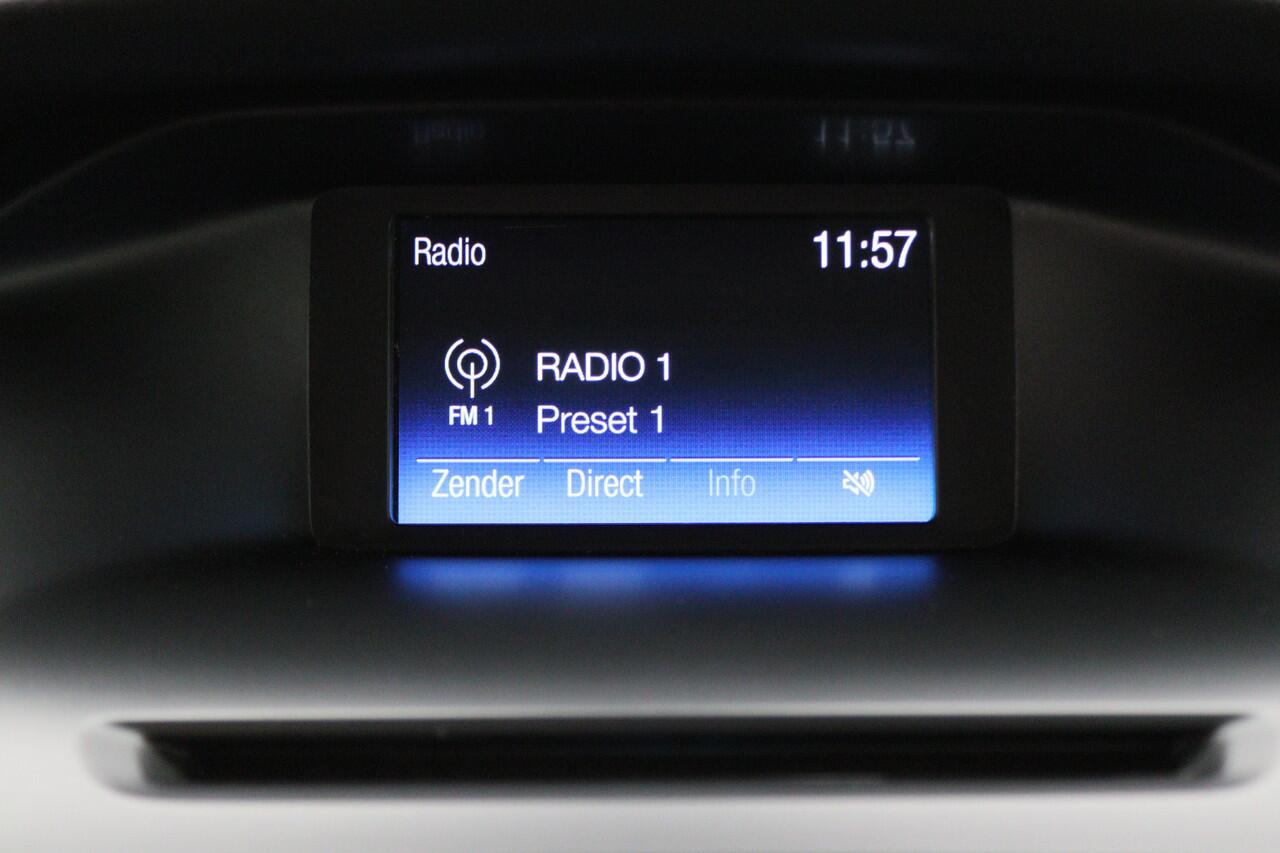 Radio 11:57
RADIO 1
FM 1 Preset 1
Zender Direct Info